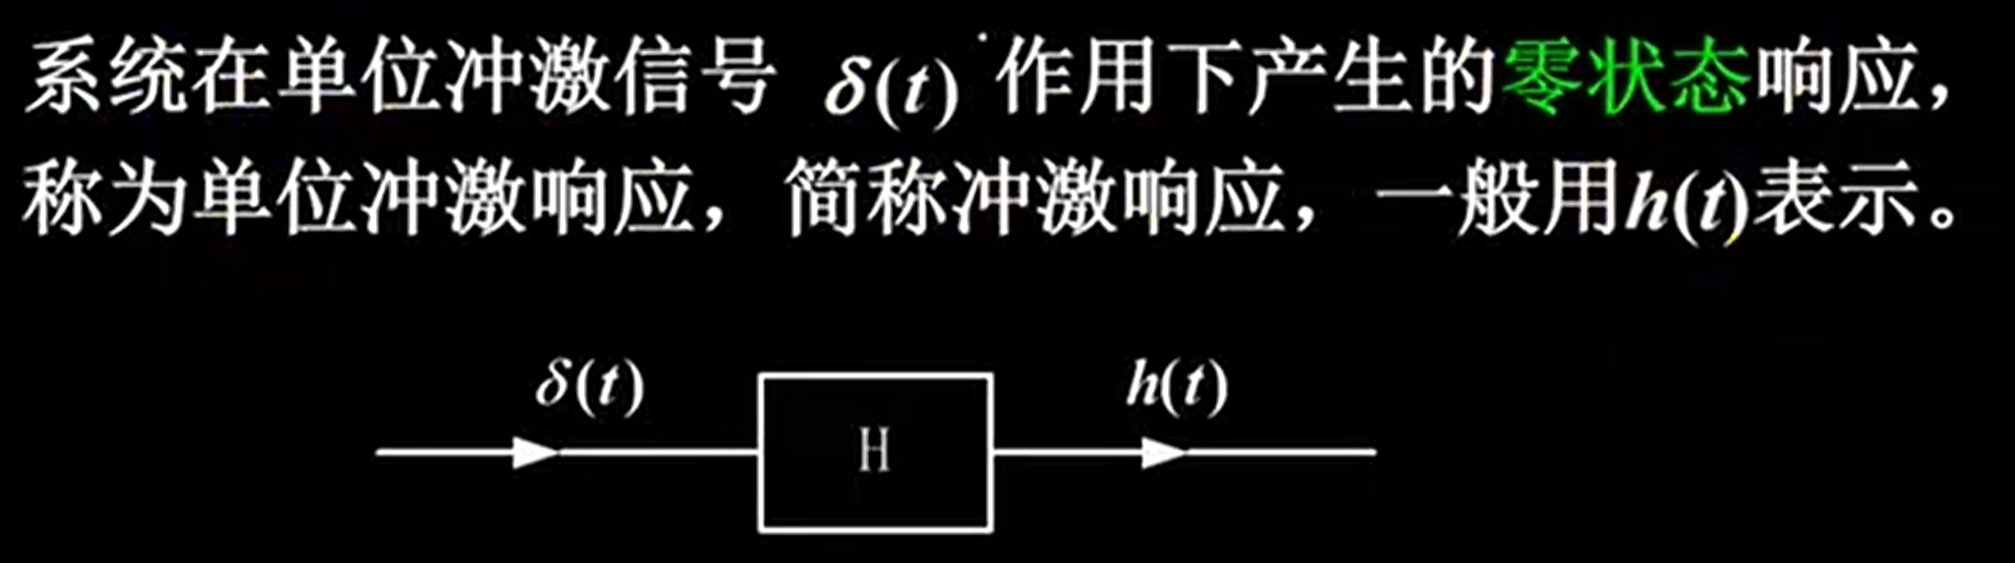 系统在单位冲激信号 δ(t) 作用下产生的零状态响应，
称为单位冲激响应，简称冲激响应，一般用h(t)表示。
δ(t) h(t)
H